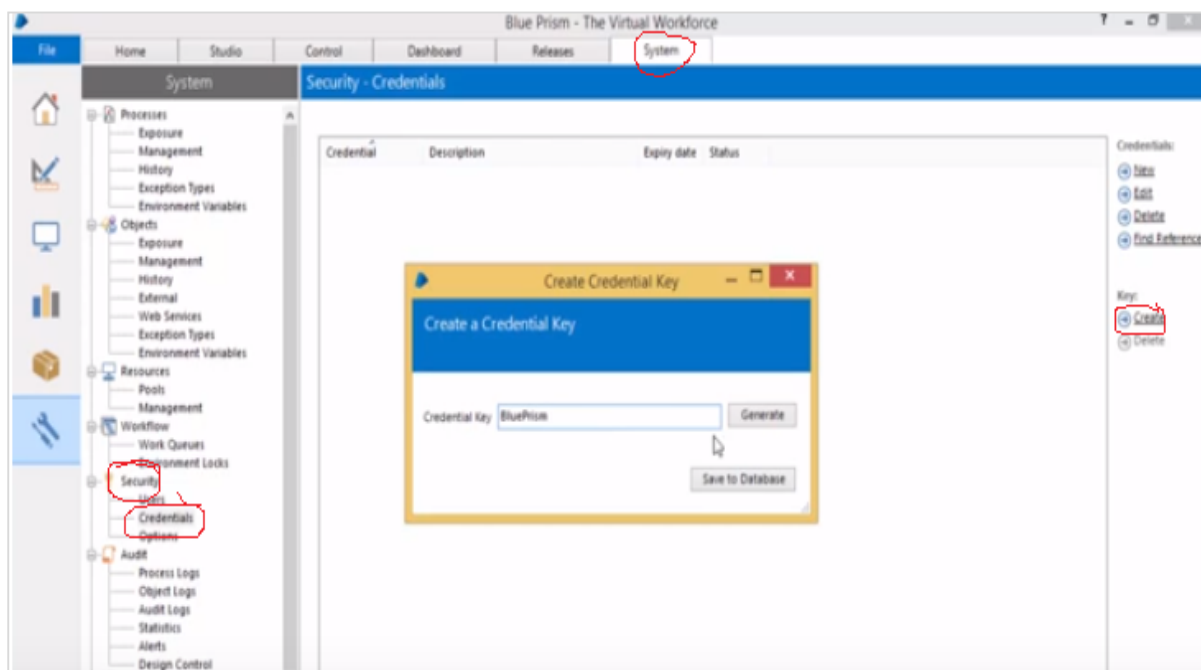 Blue Prism - The Virtual Workforce
?
File Home Studio Control Dashboard Releases System
System
Security - Credentials
Processes
Exposure
Management
History
Exception Types
Environment Variables
Objects
Exposure
Management
History
External
Web Services
Exception Types
Environment Variables
Resources
Pools
Management
Workflow
Work Queues
Environment Locks
Security
Users
Credentials
Options
Audit
Process Logs
Object Logs
Audit Logs
Statistics
Alerts
Design Control
Credential Description Expiry date Status
Create Credential Key
Create a Credential Key
Credential Key BluePrism Generate
Save to Database
Credentials:
New
Edit
Delete
Find Reference
Key:
Create
Delete